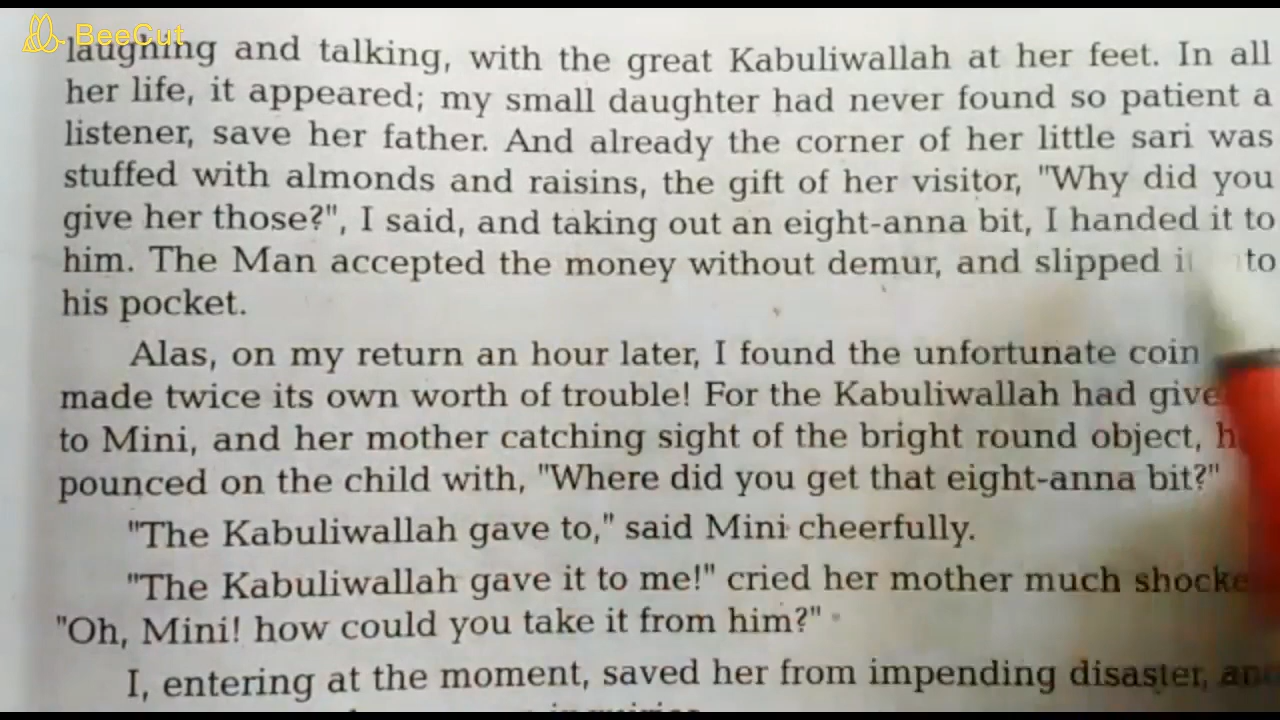 BeeCut
laughing and talking, with the great Kabuliwallah at her feet. In all
her life, it appeared; my small daughter had never found so patient a
listener, save her father. And already the corner of her little sari was
stuffed with almonds and raisins, the gift of her visitor, "Why did you
give her those?", I said, and taking out an eight-anna bit, I handed it to
him. The Man accepted the money without demur, and slipped to
his pocket.
Alas, on my return an hour later, I found the unfortunate coin
made twice its own worth of trouble! For the Kabuliwallah had
to Mini, and her mother catching sight of the bright round object,
pounced on the child with, "Where did you get that eight-anna bit?"
"The Kabuliwallah gave to," said Mini cheerfully.
"The Kabuliwallah gave it to me!" cried her mother much
"Oh, Mini! how could you take it from him?"
I, entering at the moment, saved her from impending disaster,